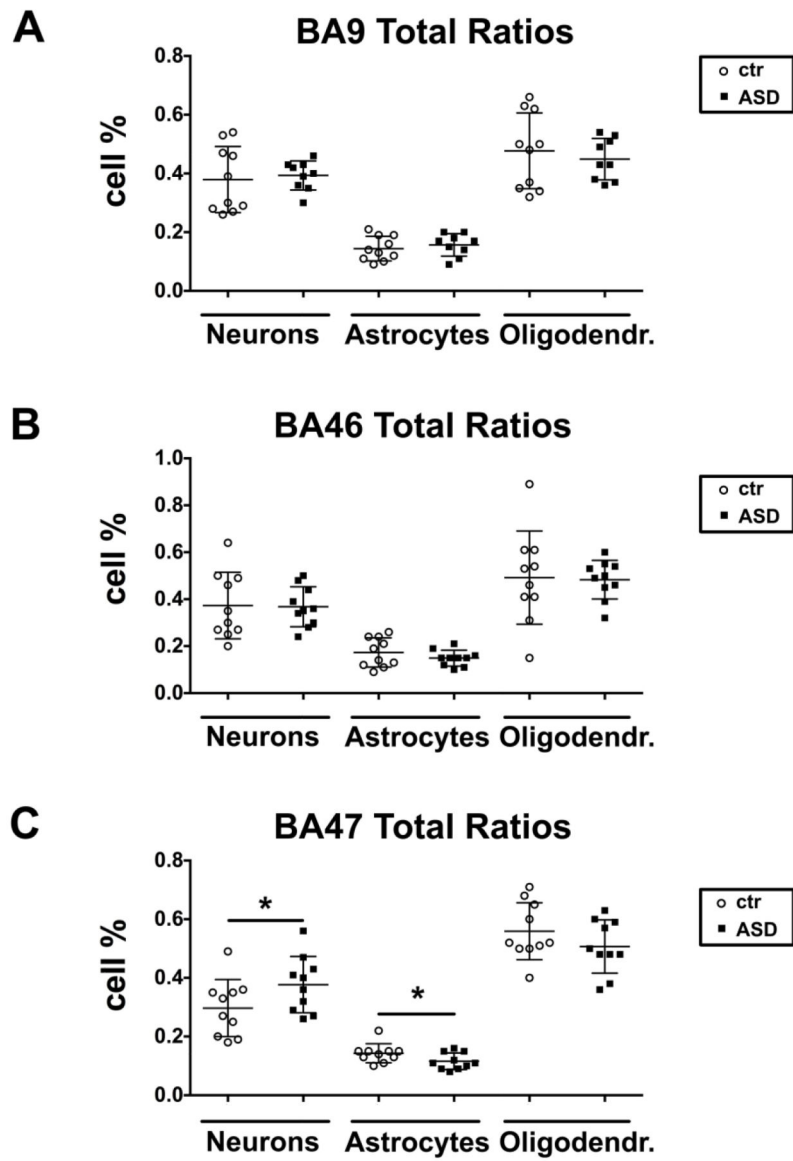 A
BA9 Total Ratios
cell %
0.8
0.6
0.4
0.2
0.0
ctr
ASD
Neurons Astrocytes Oligodendr.
B
BA46 Total Ratios
cell %
1.0
0.8
0.6
0.4
0.2
0.0
ctr
ASD
Neurons Astrocytes Oligodendr.
C
BA47 Total Ratios
cell %
0.8
0.6
0.4
0.2
0.0
*
*
ctr
ASD
Neurons Astrocytes Oligodendr.